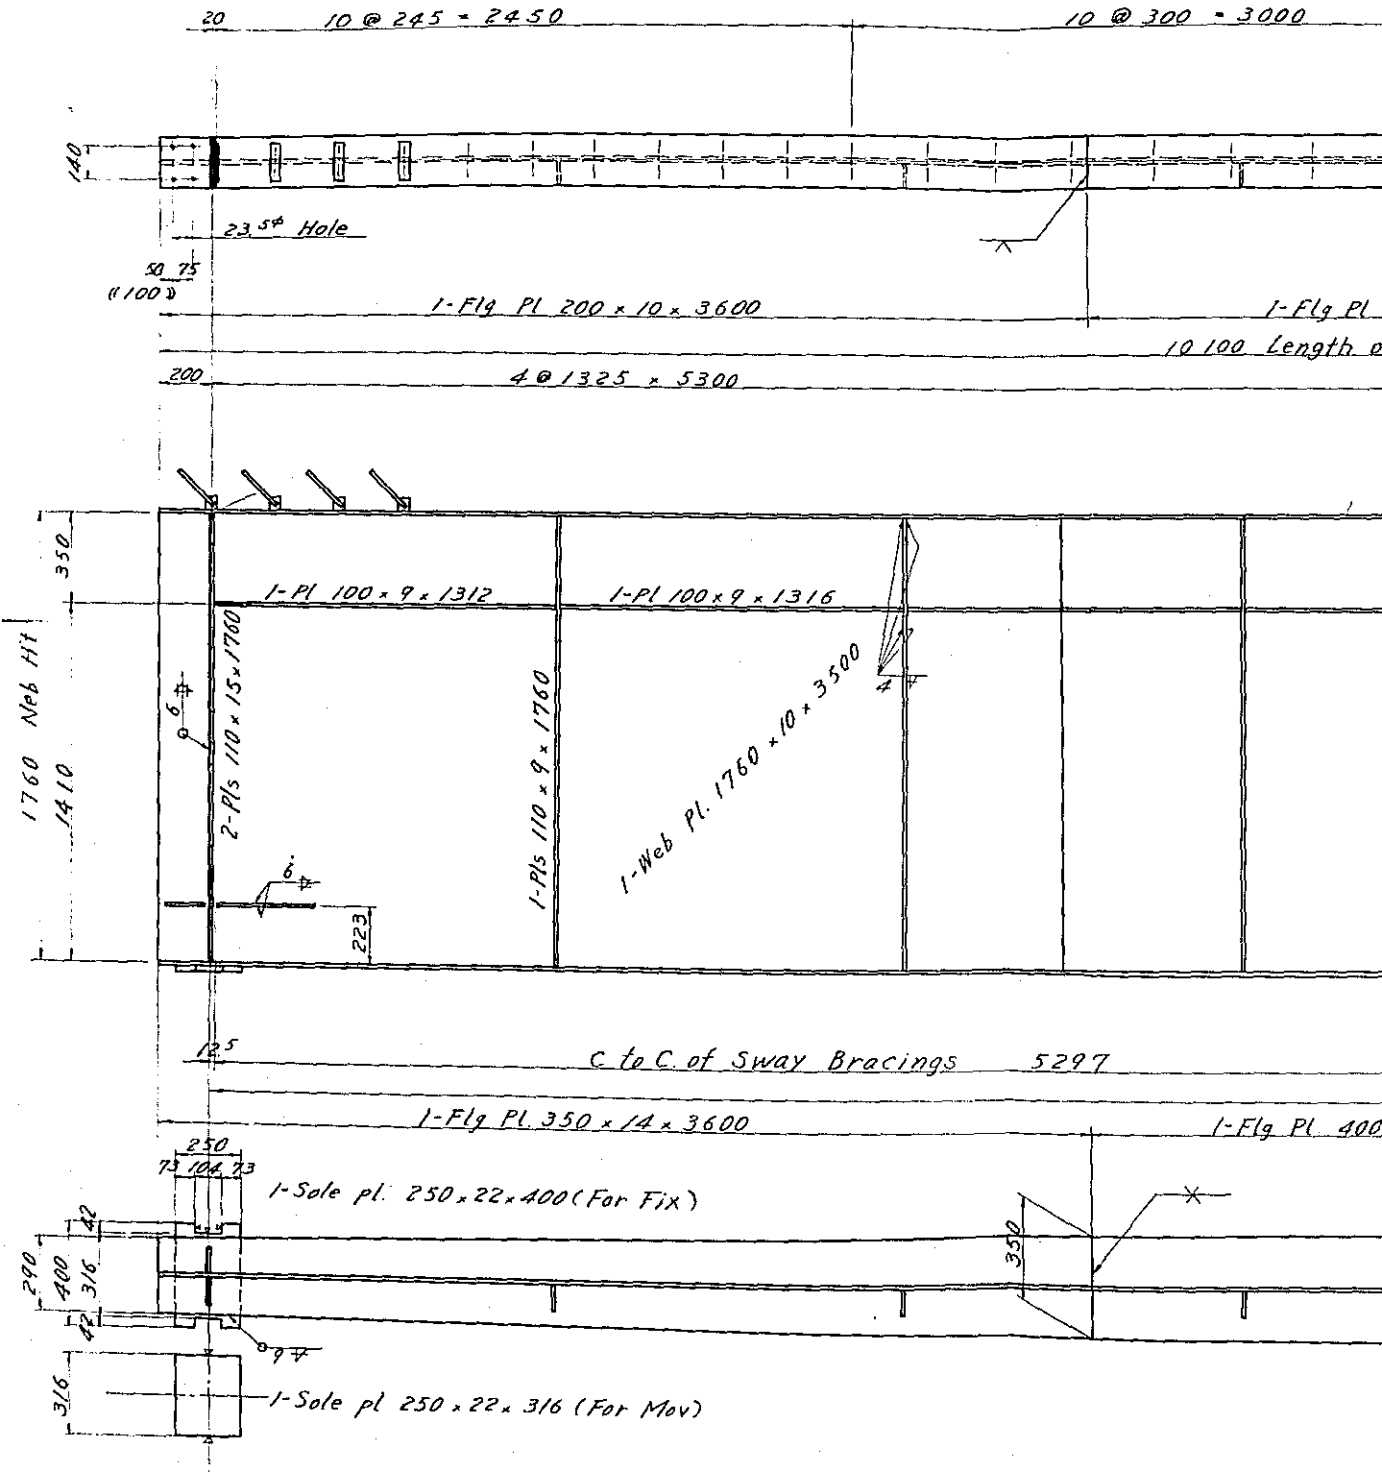 20
10 @ 245 = 2450
10 @ 300 = 3000
140
23.5φ Hole
50 75
((100))
1-Flg Pl 200 x 10 x 3600
1-Flg Pl
10 100 Length o
200
4 @ 1325 x 5300
350
1-Pl 100 x 9 x 1312
1-Pl 100 x 9 x 1316
1760 Neb Ht
1410
6
2-Pls 110 x 15 x 1760
1-Pls 110 x 9 x 1760
1-Web Pl. 1760 x 10 x 3500
4
6
223
12.5
C to C. of Sway Bracings 5297
1-Flg Pl. 350 x 14 x 3600
1-Flg Pl 400
250
73 104 73
1-Sole pl. 250 x 22 x 400 (For Fix)
42
290
400
316
42
350
9
316
1-Sole pl 250 x 22 x 316 (For Mov)